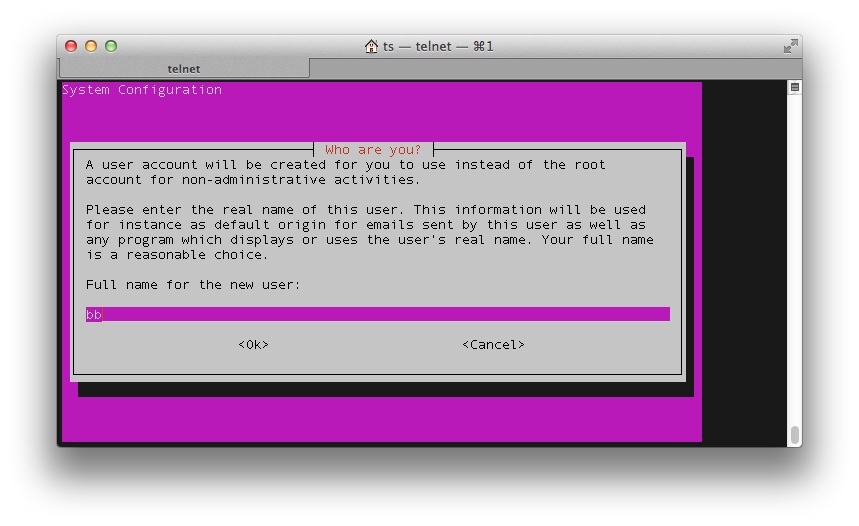 ts — telnet — ⌘1
telnet
System Configuration
Who are you?
A user account will be created for you to use instead of the root
account for non-administrative activities.
Please enter the real name of this user. This information will be used
for instance as default origin for emails sent by this user as well as
any program which displays or uses the user's real name. Your full name
is a reasonable choice.
Full name for the new user:
bb
<Ok> <Cancel>